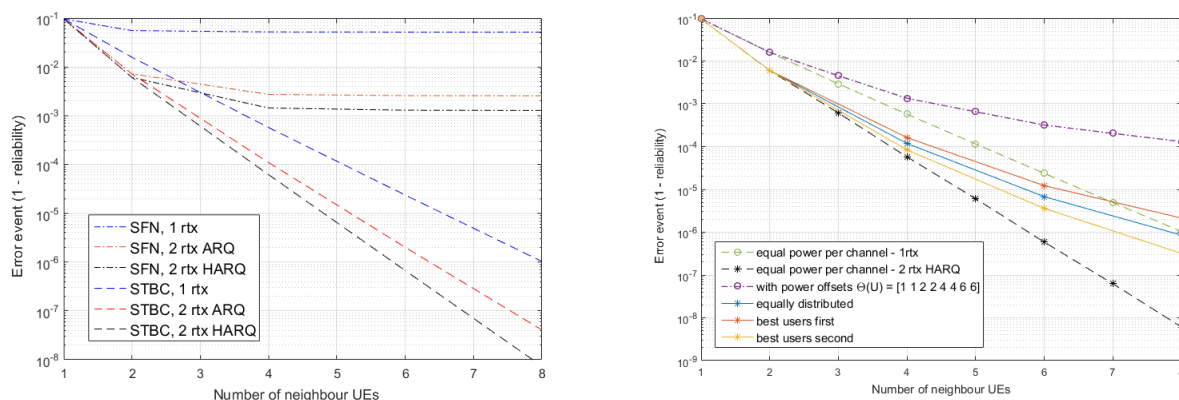 10^-1
10^-2
10^-3
10^-4
10^-5
10^-6
10^-7
10^-8
Error event (1 - reliability)
SFN, 1 rtx
SFN, 2 rtx ARQ
SFN, 2 rtx HARQ
STBC, 1 rtx
STBC, 2 rtx ARQ
STBC, 2 rtx HARQ
1 2 3 4 5 6 7 8
Number of neighbour UEs
10^-1
10^-2
10^-3
10^-4
10^-5
10^-6
10^-7
10^-8
10^-9
Error event (1 - reliability)
equal power per channel - 1rtx
equal power per channel - 2 rtx HARQ
with power offsets Θ(U) = [1 1 2 2 4 4 6 6]
equally distributed
best users first
best users second
1 2 3 4 5 6 7
Number of neighbour UEs